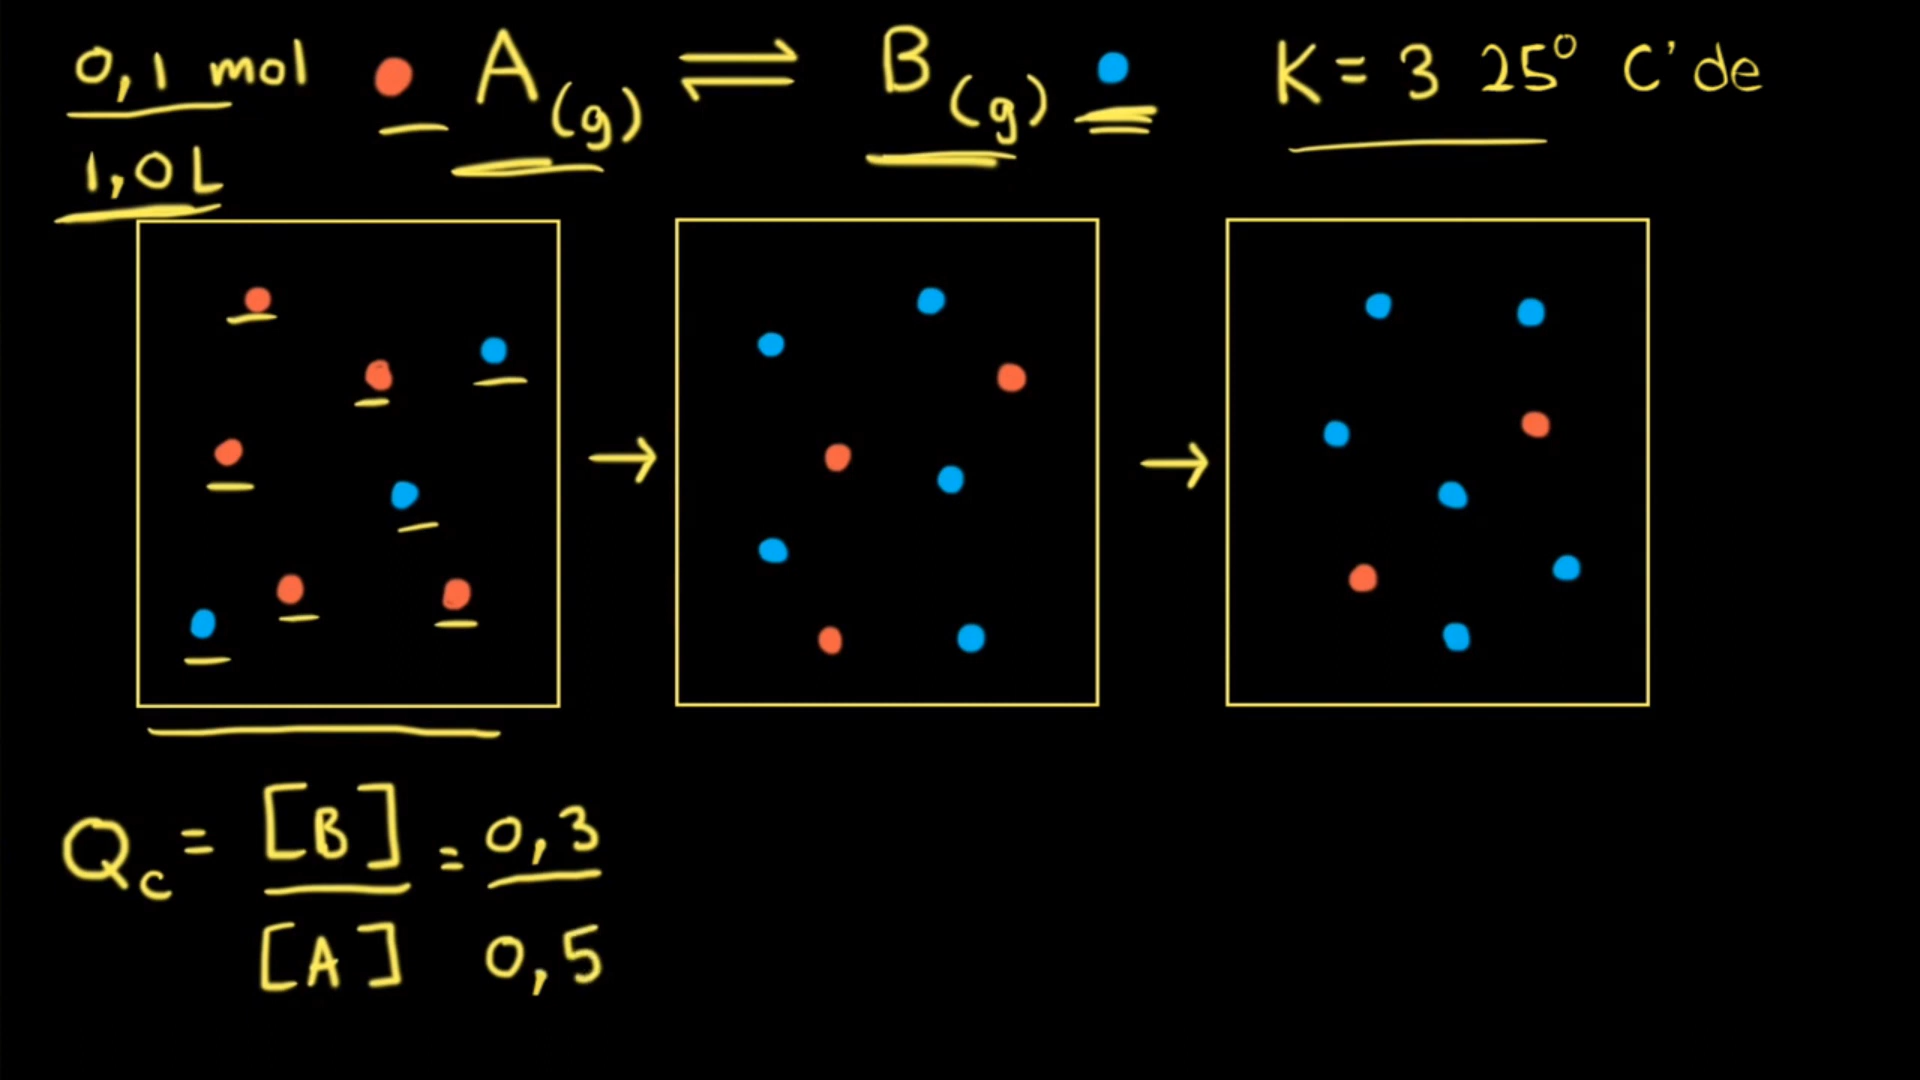 0,1 mol A(g) ⇌ B(g) K = 3 25° C'de
1,0 L
→ →
Qc = [B] = 0,3
[A] 0,5